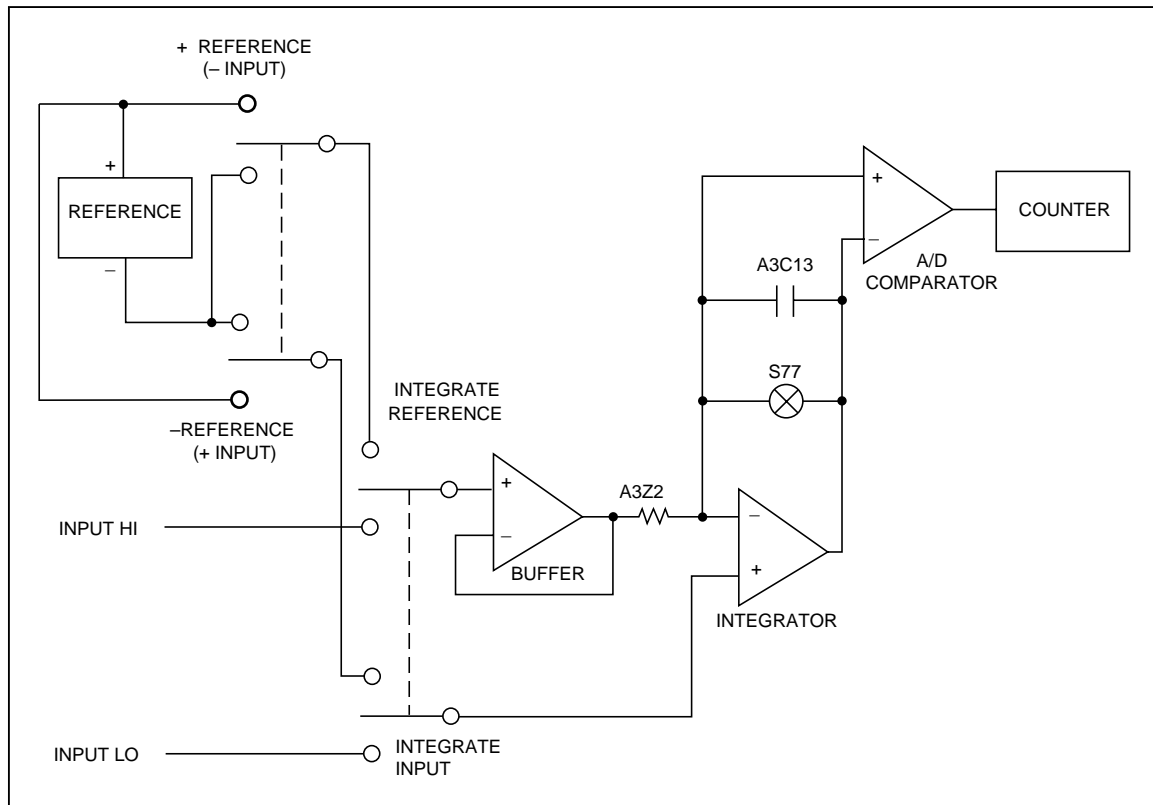 + REFERENCE
(– INPUT)
+
REFERENCE
–
–REFERENCE
(+ INPUT)
INTEGRATE
REFERENCE
INPUT HI
INPUT LO
INTEGRATE
INPUT
+
–
BUFFER
A3Z2
A3C13
S77
–
+
INTEGRATOR
+
–
A/D
COMPARATOR
COUNTER